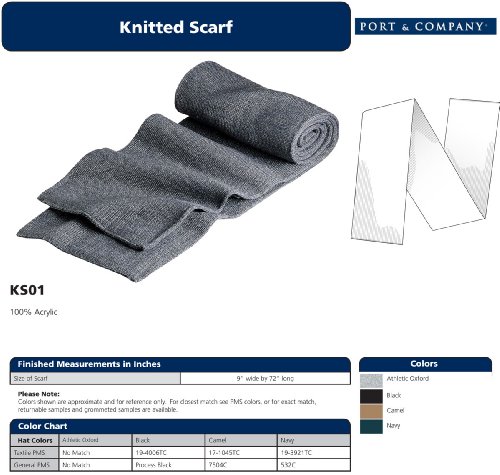 Knitted Scarf
PORT & COMPANY
KS01
100% Acrylic
Finished Measurements in Inches
Size of Scarf 9" wide by 72" long
Please Note:
Colors shown are approximate and for reference only. For closest match see PMS colors, or for exact match,
returnable samples and grommeted samples are available.
Colors
Athletic Oxford
Black
Camel
Navy
Color Chart
Hat Colors Athletic Oxford Black Camel Navy
Textile PMS No Match 19-4006TC 17-1045TC 19-3921TC
General PMS No Match Process Black 7504C 532C